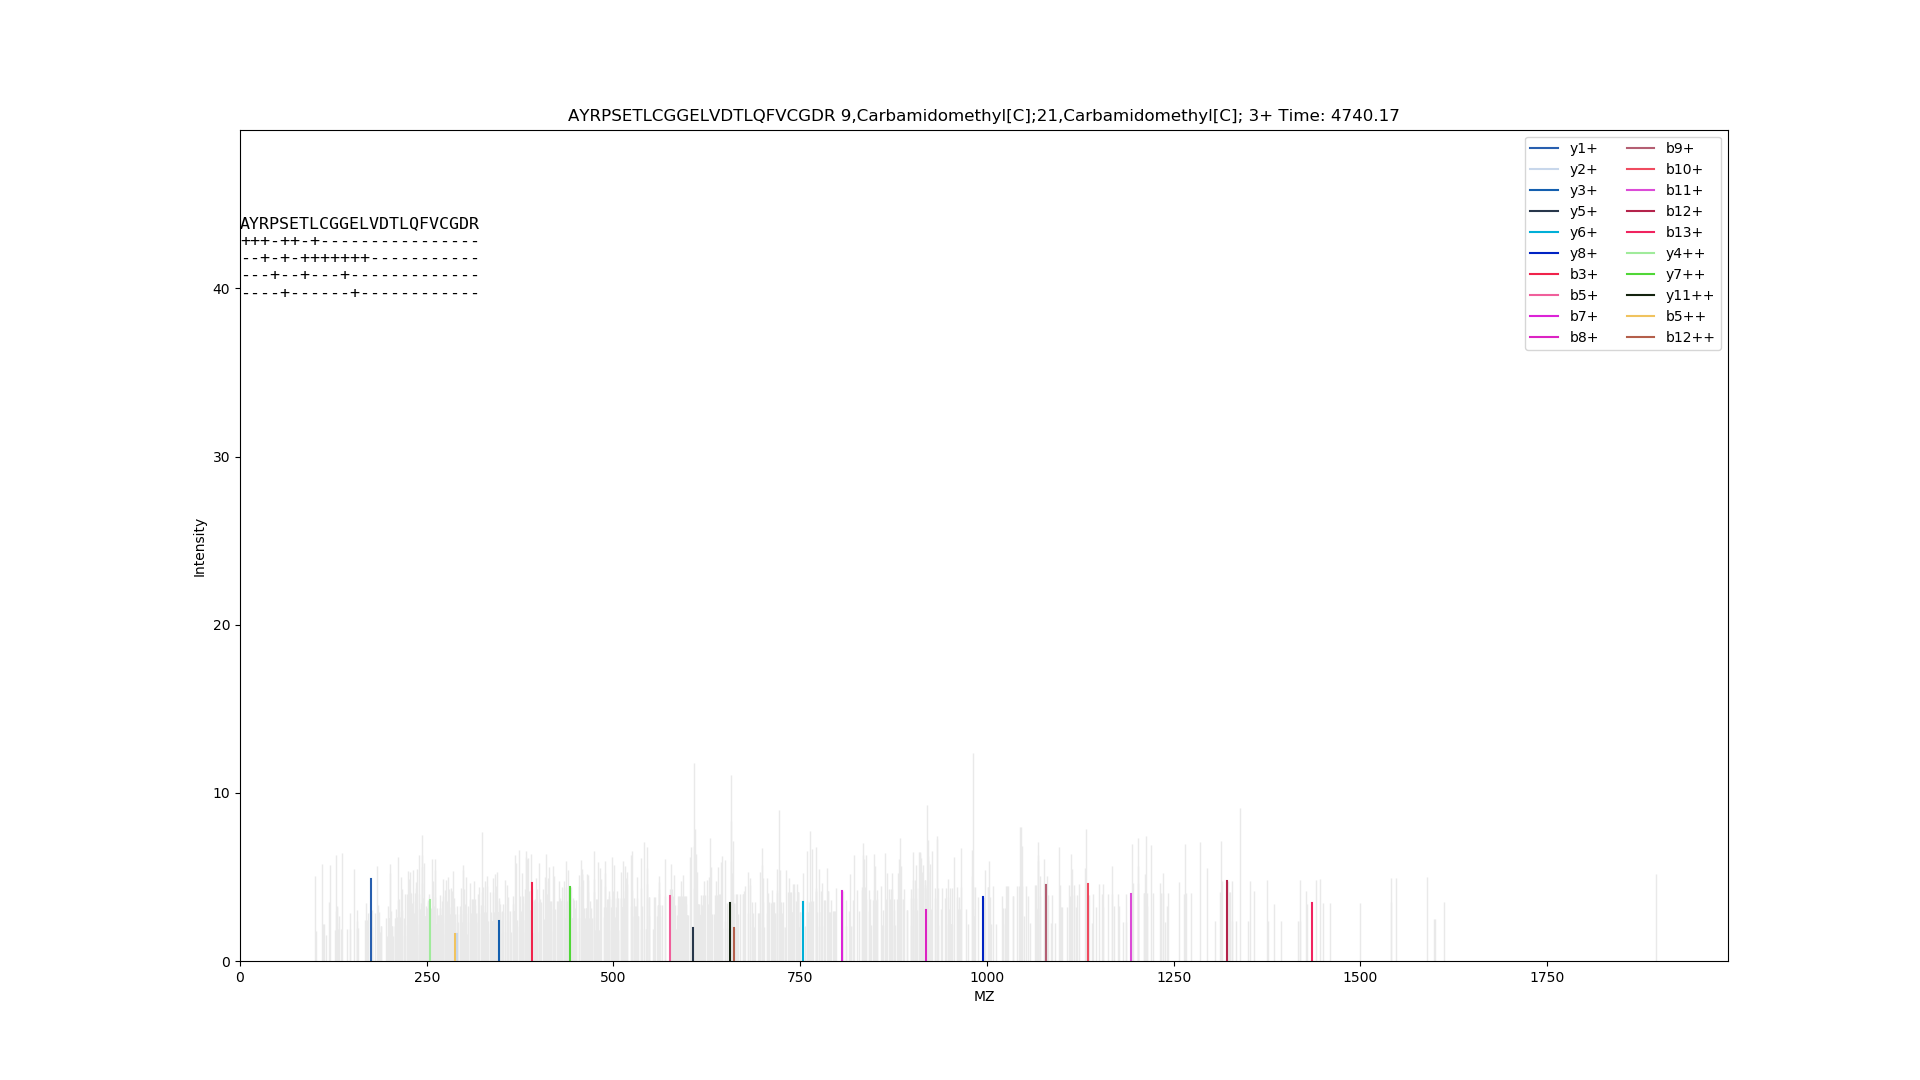 AYRPSETLCGGELVDTLQFVCGDR 9,Carbamidomethyl[C];21,Carbamidomethyl[C]; 3+ Time: 4740.17
AYRPSETLCGGELVDTLQFVCGDR
+++-++-+----------------
--+-+-+++++++-----------
---+--+---+-------------
----+------+------------
y1+
y2+
y3+
y5+
y6+
y8+
b3+
b5+
b7+
b8+
b9+
b10+
b11+
b12+
b13+
y4++
y7++
y11++
b5++
b12++
Intensity
40
30
20
10
0
0 250 500 750 1000 1250 1500 1750
MZ